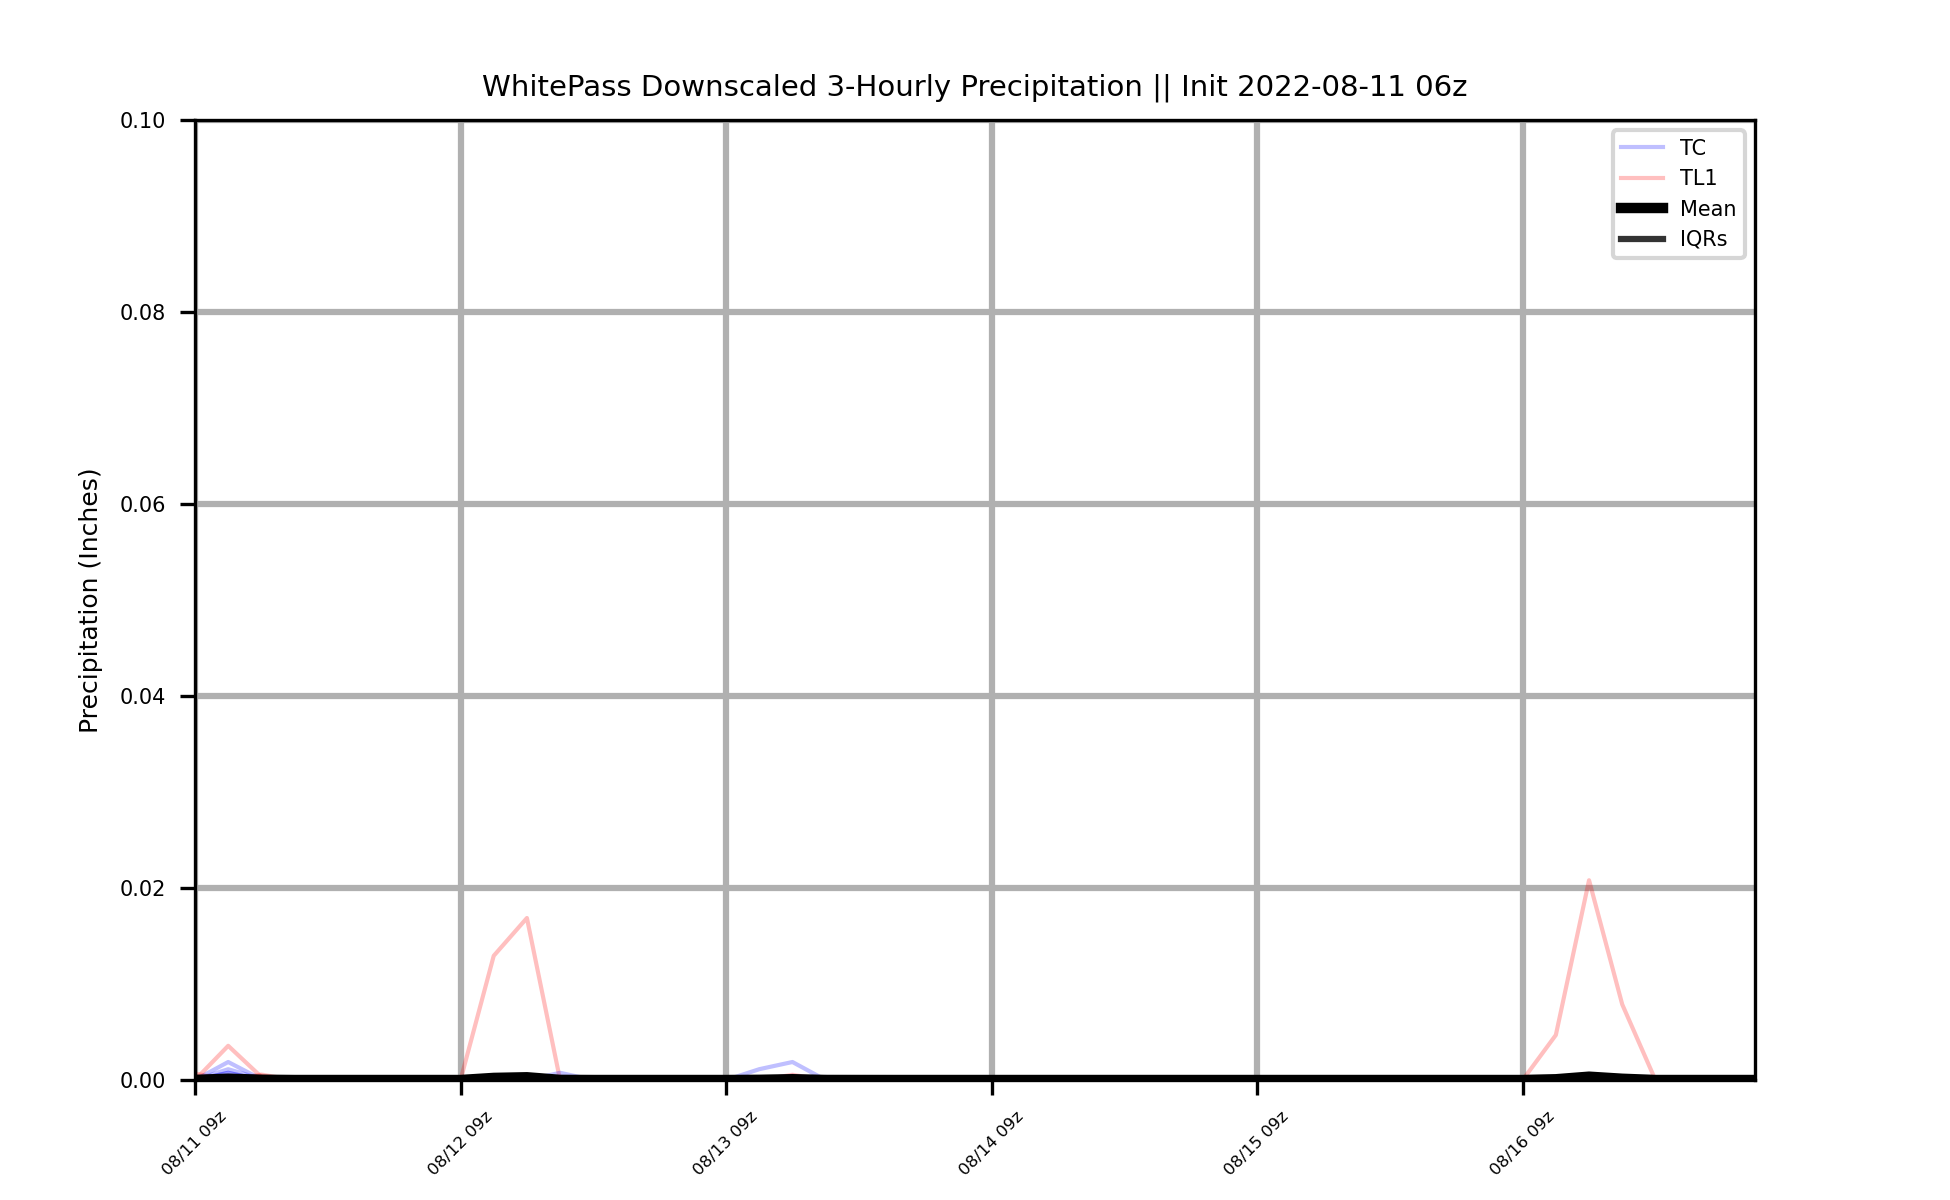 WhitePass Downscaled 3-Hourly Precipitation || Init 2022-08-11 06z
TC
TL1
Mean
IQRs
Precipitation (Inches)
0.10
0.08
0.06
0.04
0.02
0.00
08/11 09z
08/12 09z
08/13 09z
08/14 09z
08/15 09z
08/16 09z